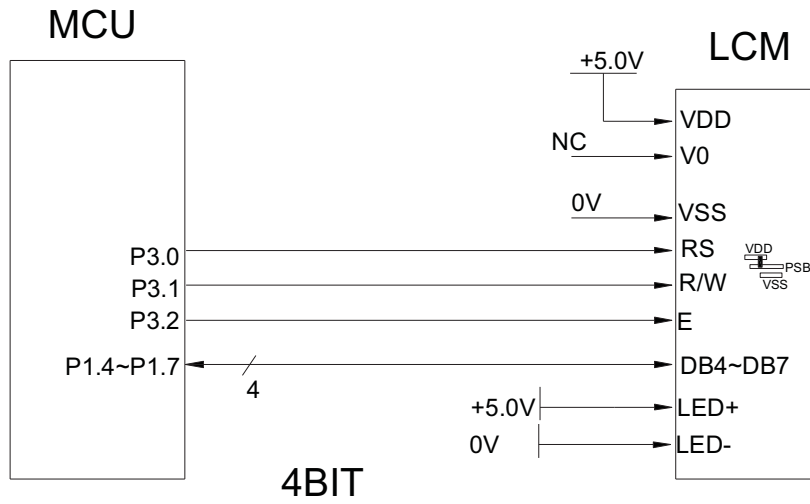 MCU
LCM
+5.0V
VDD
NC
V0
0V
VSS
P3.0
RS
VDD
PSB
VSS
P3.1
R/W
P3.2
E
P1.4~P1.7
4
DB4~DB7
+5.0V
LED+
0V
LED-
4BIT